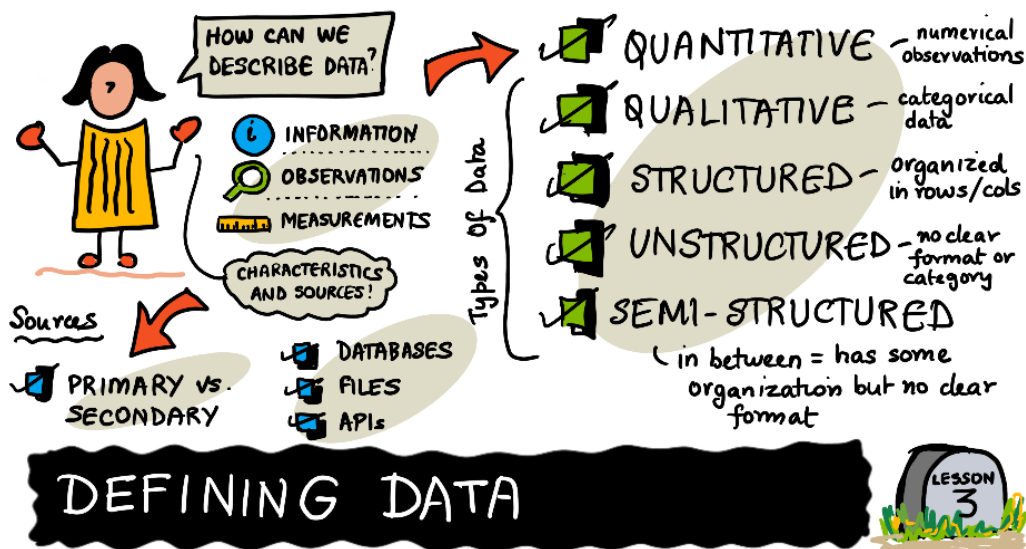 HOW CAN WE
DESCRIBE DATA?
i INFORMATION
OBSERVATIONS
MEASUREMENTS
CHARACTERISTICS
AND SOURCES!
Types Of Data
QUANTITATIVE - numerical
observations
QUALITATIVE - categorical
data
STRUCTURED - organized
in rows/cols
UNSTRUCTURED - no clear
format or
category
SEMI-STRUCTURED
in between = has some
organization but no clear
format
Sources
PRIMARY vs.
SECONDARY
DATABASES
FILES
APIs
DEFINING DATA
LESSON
3